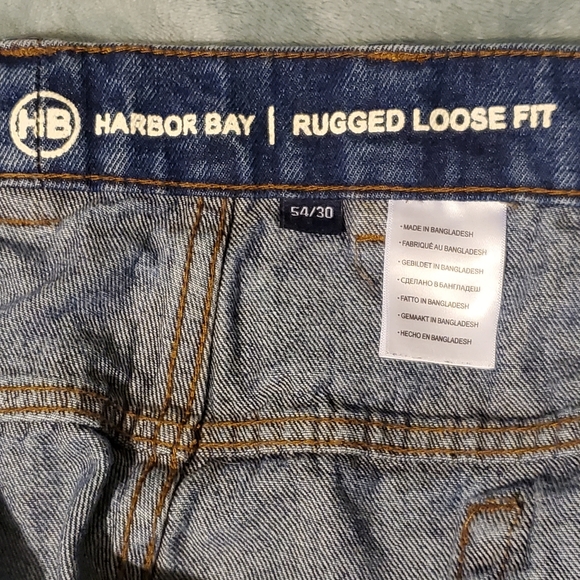 HB HARBOR BAY | RUGGED LOOSE FIT
54/30
• MADE IN BANGLADESH
• FABRIQUÉ AU BANGLADESH
• GEBILDET IN BANGLADESH
• СДЕЛАНО В БАНГЛАДЕШ
• FATTO IN BANGLADESH
• GEMAAKT IN BANGLADESH
• HECHO EN BANGLADESH